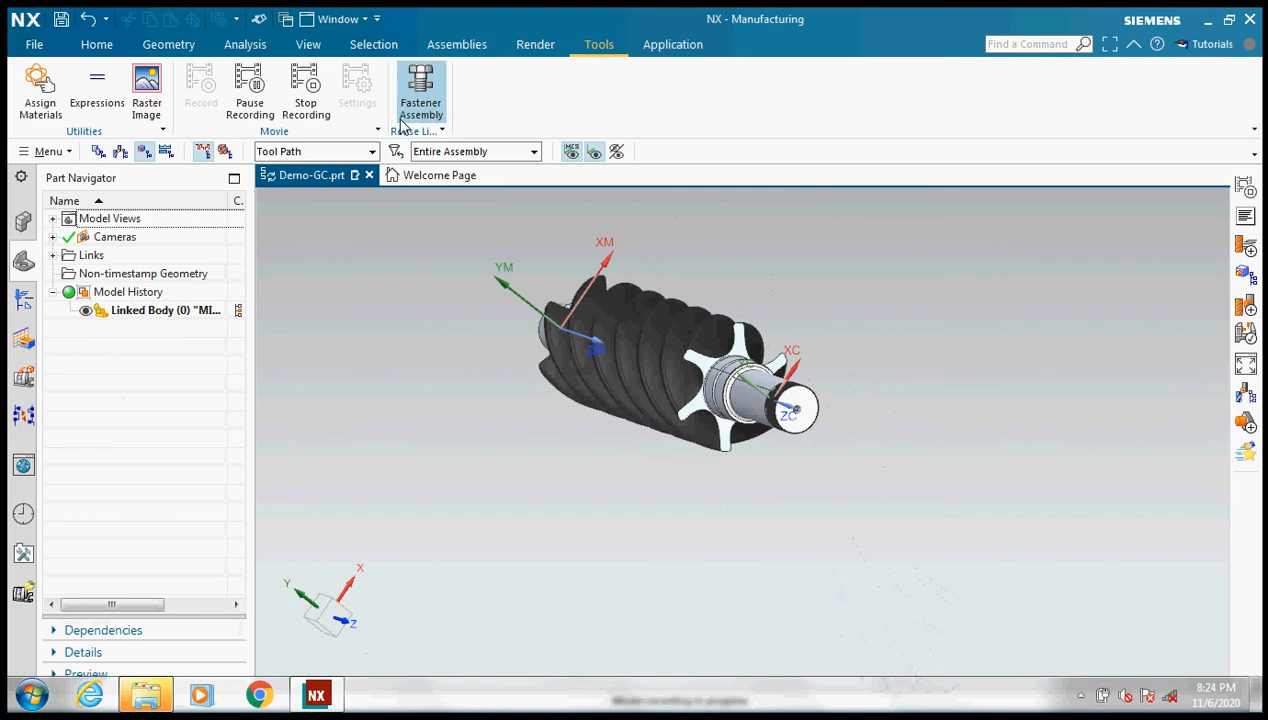 NX
Window
NX - Manufacturing
SIEMENS
File
Home
Geometry
Analysis
View
Selection
Assemblies
Render
Tools
Application
Find a Command
Tutorials
Assign Materials
Expressions
Raster Image
Record
Pause Recording
Stop Recording
Settings
Fastener Assembly
Utilities
Movie
Menu
Tool Path
Entire Assembly
MCS
Demo-GC.prt
Welcome Page
Part Navigator
Name
C.
Model Views
Cameras
Links
Non-timestamp Geometry
Model History
Linked Body (0) "MI...
XM
YM
ZM
XC
ZC
X
Y
Z
Dependencies
Details
Preview
NX
8:24 PM
11/6/2020